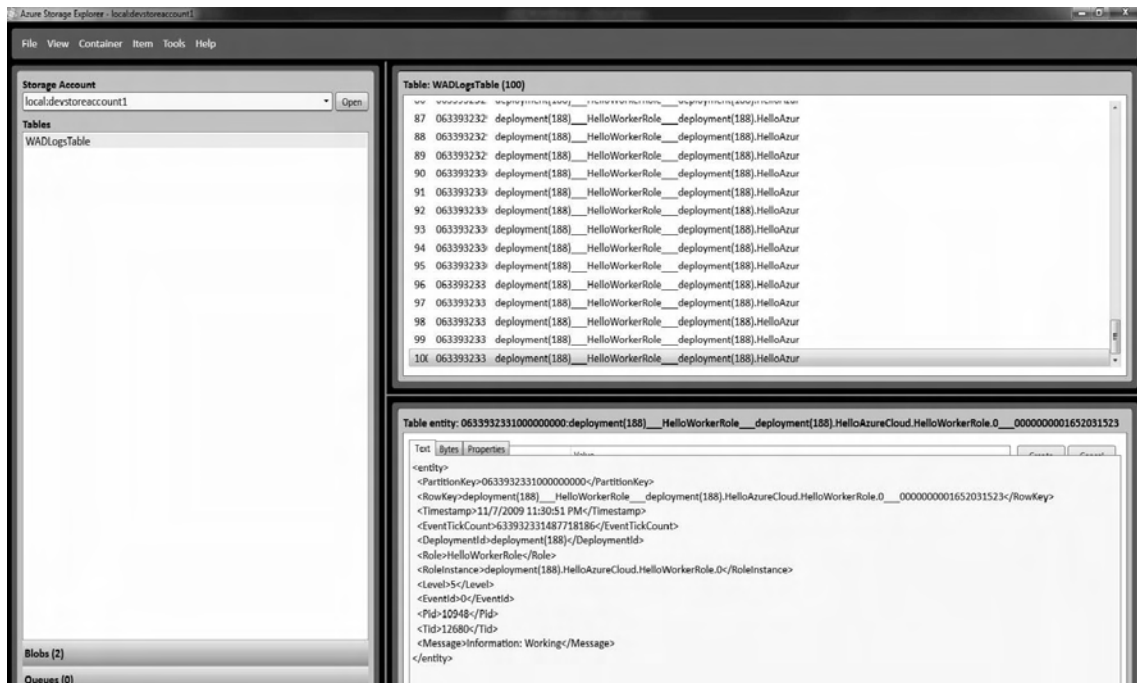 Azure Storage Explorer - local:devstoreaccount1
File View Container Item Tools Help
Storage Account
local:devstoreaccount1
Open
Tables
WADLogsTable
Blobs (2)
Queues (0)
Table: WADLogsTable (100)
87 063393232 deployment(188)___HelloWorkerRole___deployment(188).HelloAzur
88 063393232 deployment(188)___HelloWorkerRole___deployment(188).HelloAzur
89 063393232 deployment(188)___HelloWorkerRole___deployment(188).HelloAzur
90 063393233 deployment(188)___HelloWorkerRole___deployment(188).HelloAzur
91 063393233 deployment(188)___HelloWorkerRole___deployment(188).HelloAzur
92 063393233 deployment(188)___HelloWorkerRole___deployment(188).HelloAzur
93 063393233 deployment(188)___HelloWorkerRole___deployment(188).HelloAzur
94 063393233 deployment(188)___HelloWorkerRole___deployment(188).HelloAzur
95 063393233 deployment(188)___HelloWorkerRole___deployment(188).HelloAzur
96 063393233 deployment(188)___HelloWorkerRole___deployment(188).HelloAzur
97 063393233 deployment(188)___HelloWorkerRole___deployment(188).HelloAzur
98 063393233 deployment(188)___HelloWorkerRole___deployment(188).HelloAzur
99 063393233 deployment(188)___HelloWorkerRole___deployment(188).HelloAzur
10 063393233 deployment(188)___HelloWorkerRole___deployment(188).HelloAzur
Table entity: 0633932331000000000:deployment(188)___HelloWorkerRole___deployment(188).HelloAzureCloud.HelloWorkerRole.0___0000000001652031523
Text Bytes Properties
<entity>
<PartitionKey>0633932331000000000</PartitionKey>
<RowKey>deployment(188)___HelloWorkerRole___deployment(188).HelloAzureCloud.HelloWorkerRole.0___0000000001652031523</RowKey>
<Timestamp>11/7/2009 11:30:51 PM</Timestamp>
<EventTickCount>633932331487718186</EventTickCount>
<DeploymentId>deployment(188)</DeploymentId>
<Role>HelloWorkerRole</Role>
<RoleInstance>deployment(188).HelloAzureCloud.HelloWorkerRole.0</RoleInstance>
<Level>5</Level>
<EventId>0</EventId>
<Pid>10948</Pid>
<Tid>12680</Tid>
<Message>Information: Working</Message>
</entity>